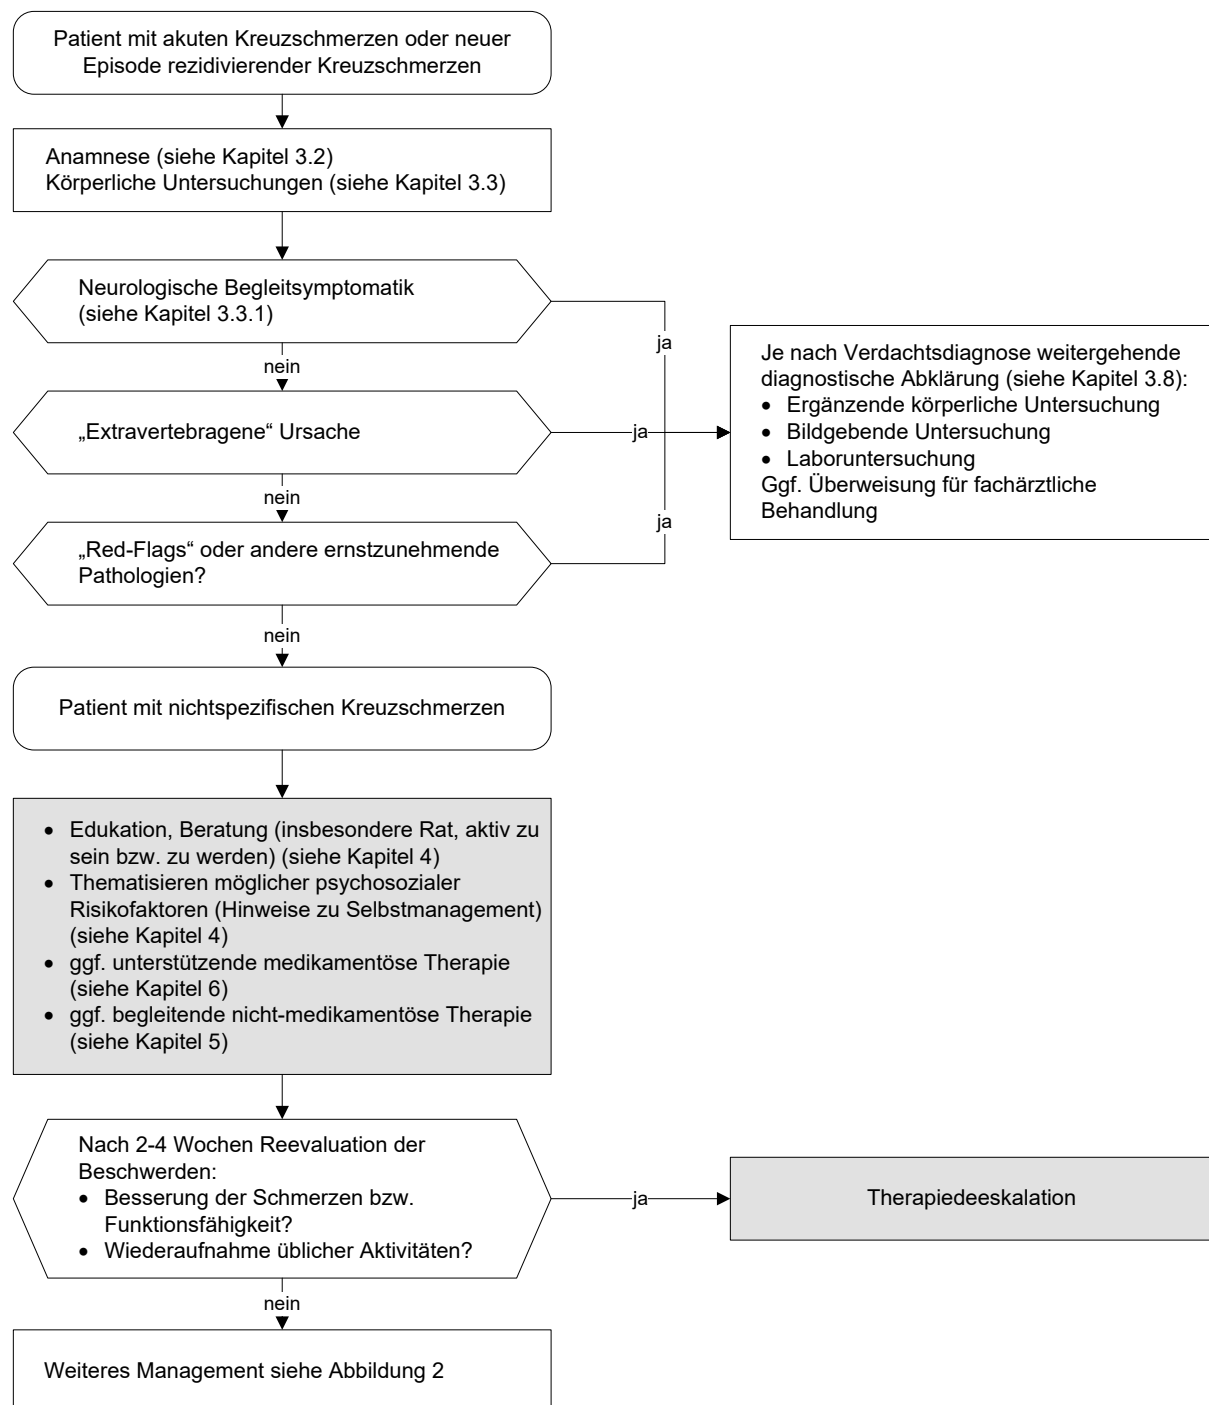 Patient mit akuten Kreuzschmerzen oder neuer
Episode rezidivierender Kreuzschmerzen
Anamnese (siehe Kapitel 3.2)
Körperliche Untersuchungen (siehe Kapitel 3.3)
Neurologische Begleitsymptomatik
(siehe Kapitel 3.3.1)
ja
nein
„Extravertebragene“ Ursache
ja
nein
„Red-Flags“ oder andere ernstzunehmende
Pathologien?
ja
nein
Je nach Verdachtsdiagnose weitergehende
diagnostische Abklärung (siehe Kapitel 3.8):
• Ergänzende körperliche Untersuchung
• Bildgebende Untersuchung
• Laboruntersuchung
Ggf. Überweisung für fachärztliche
Behandlung
Patient mit nichtspezifischen Kreuzschmerzen
• Edukation, Beratung (insbesondere Rat, aktiv zu
sein bzw. zu werden) (siehe Kapitel 4)
• Thematisieren möglicher psychosozialer
Risikofaktoren (Hinweise zu Selbstmanagement)
(siehe Kapitel 4)
• ggf. unterstützende medikamentöse Therapie
(siehe Kapitel 6)
• ggf. begleitende nicht-medikamentöse Therapie
(siehe Kapitel 5)
Nach 2-4 Wochen Reevaluation der
Beschwerden:
• Besserung der Schmerzen bzw.
Funktionsfähigkeit?
• Wiederaufnahme üblicher Aktivitäten?
ja
Therapiedeeskalation
nein
Weiteres Management siehe Abbildung 2